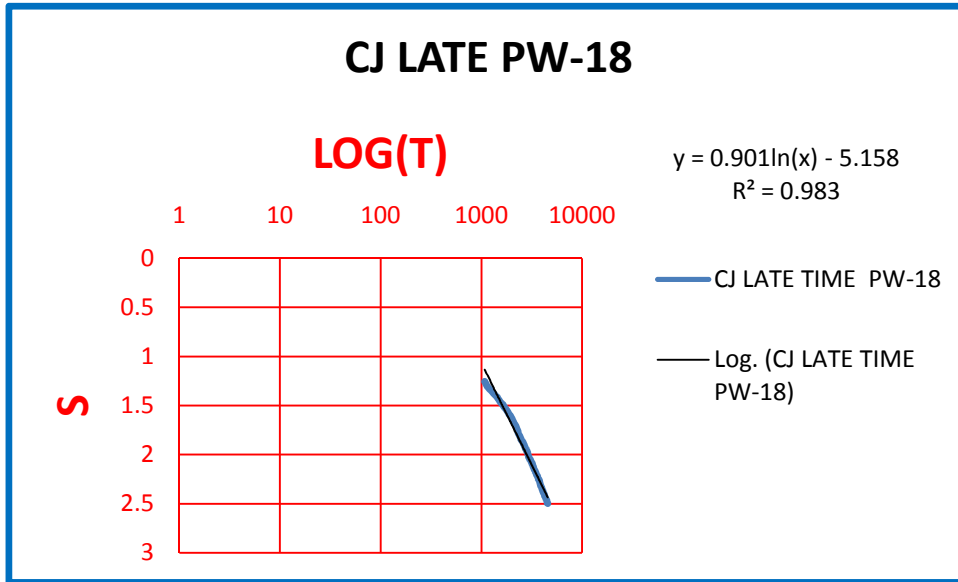 CJ LATE PW-18
LOG(T)
y = 0.901ln(x) - 5.158
R² = 0.983
1 10 100 1000 10000
0
0.5
1
1.5
2
2.5
3
S
CJ LATE TIME PW-18
Log. (CJ LATE TIME
PW-18)